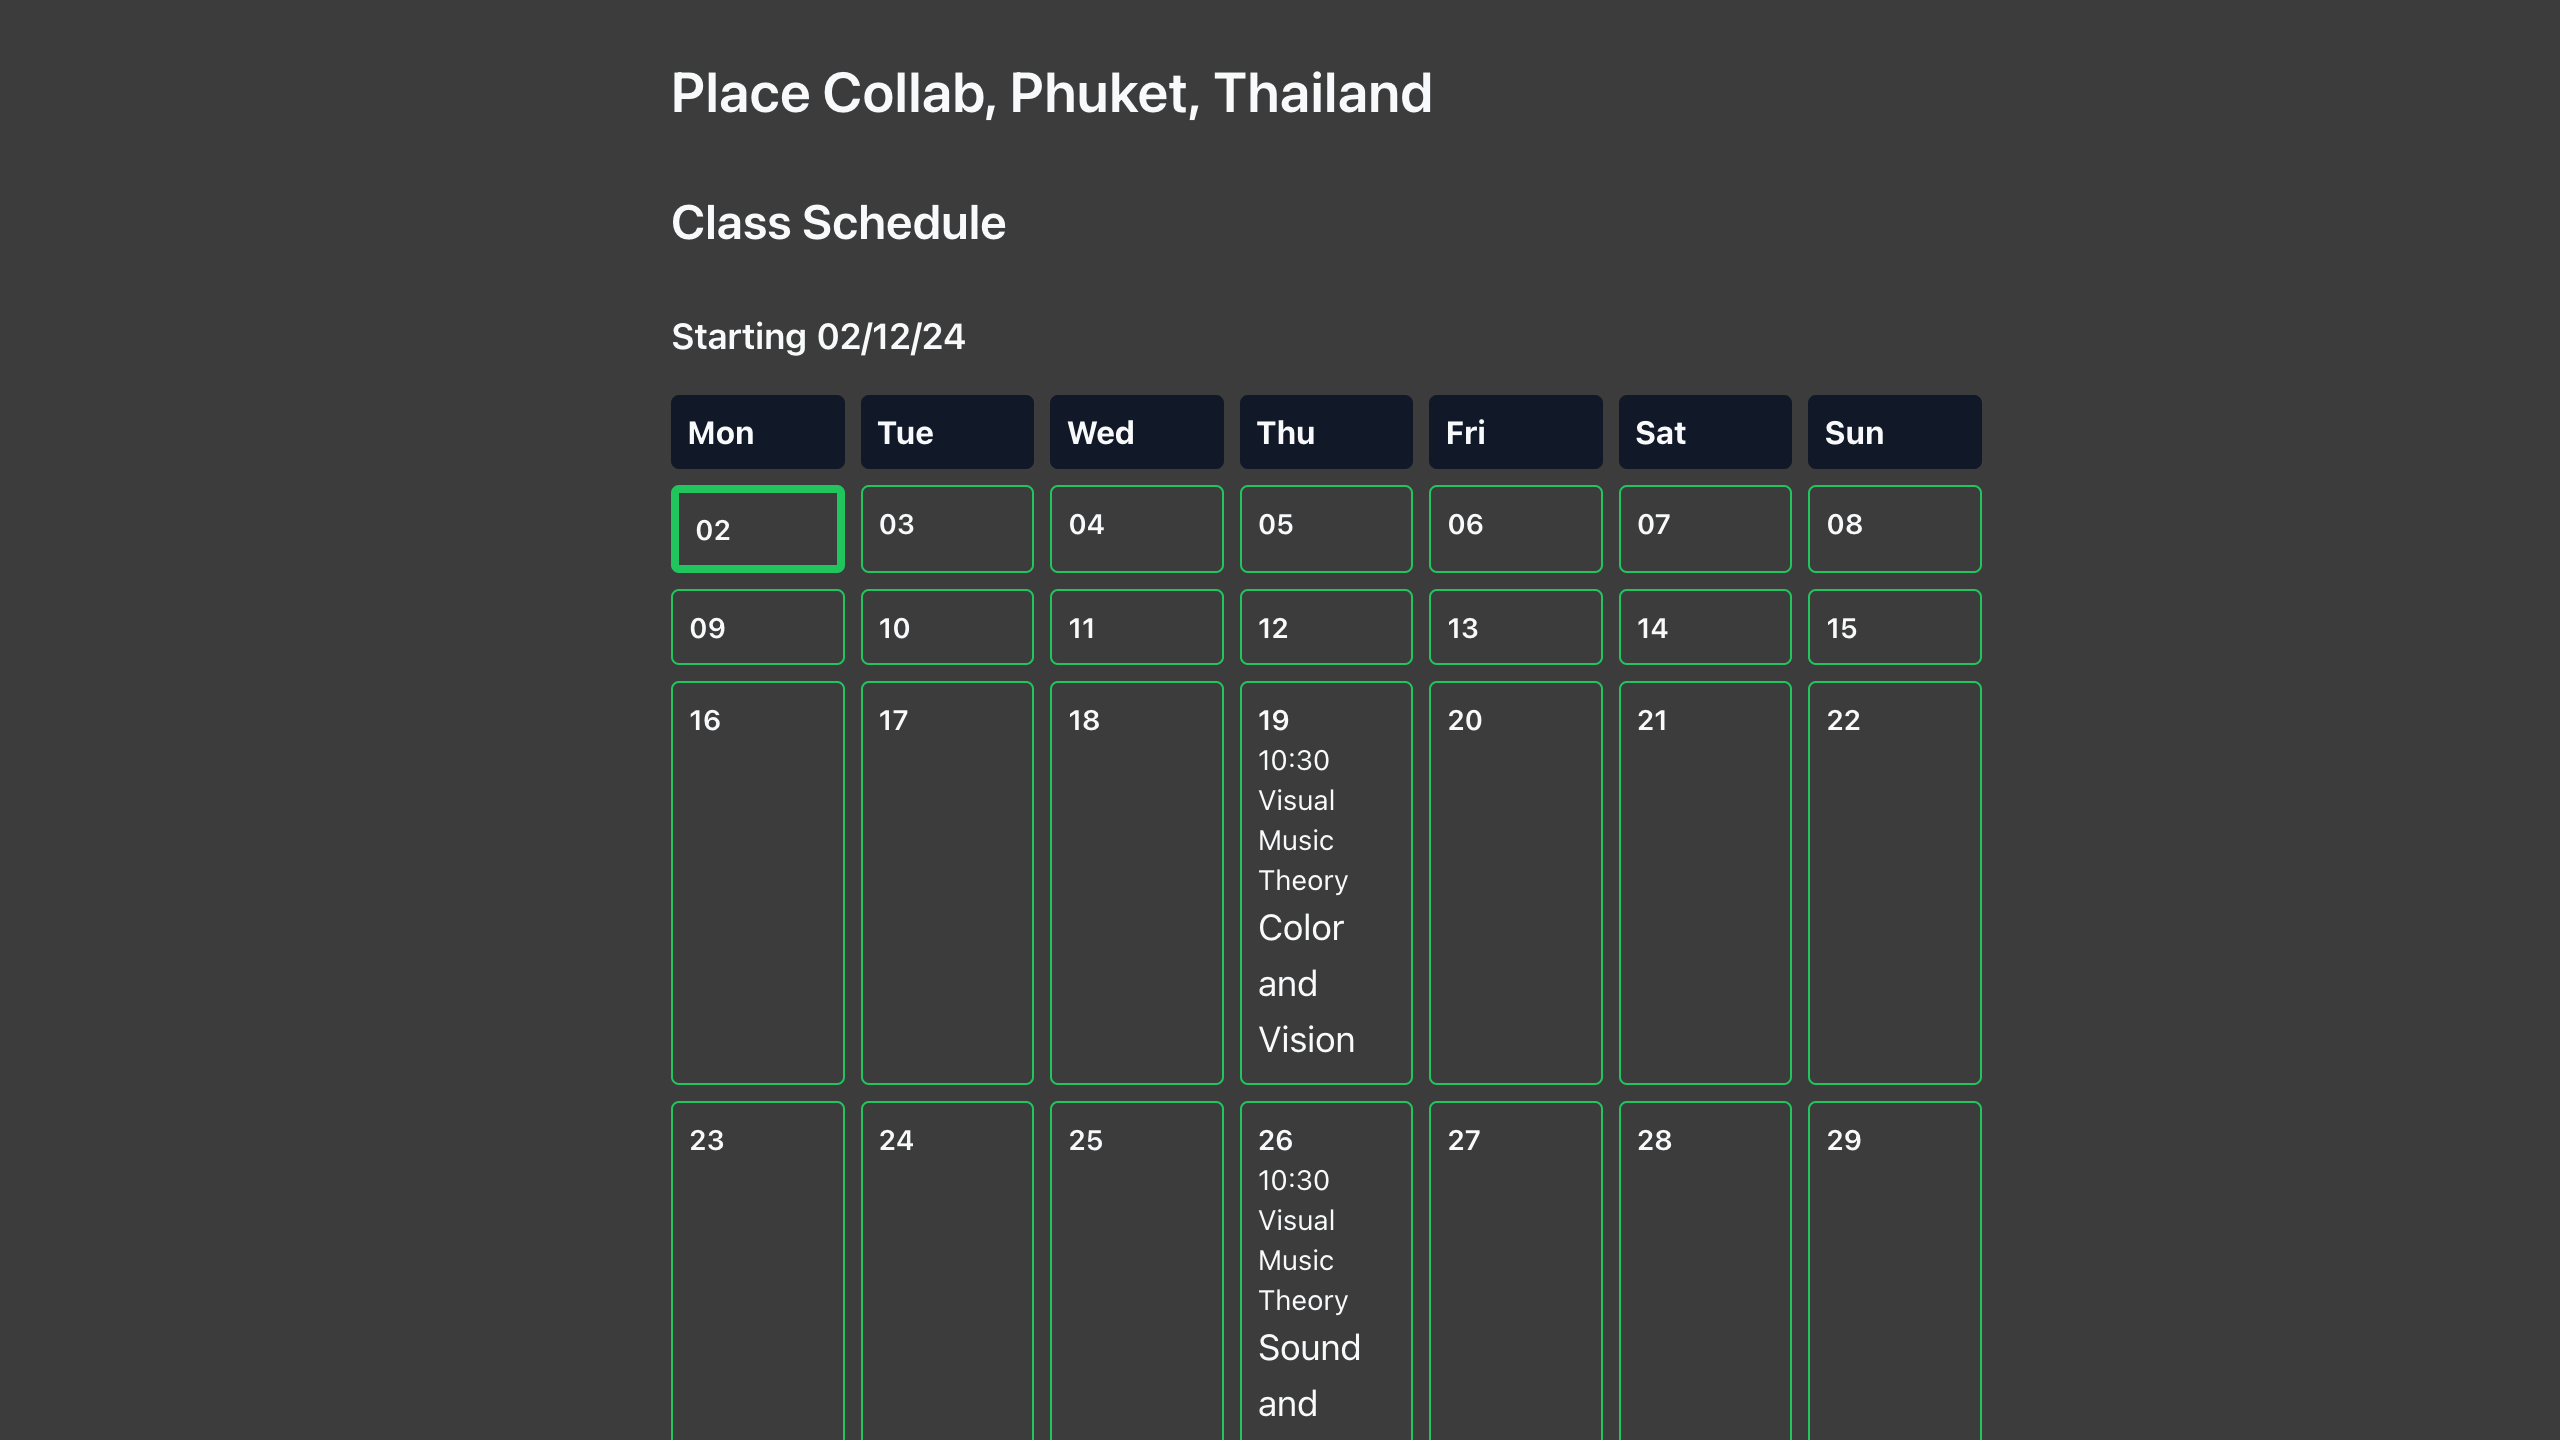 Place Collab, Phuket, Thailand
Class Schedule
Starting 02/12/24
Mon Tue Wed Thu Fri Sat Sun
02 03 04 05 06 07 08
09 10 11 12 13 14 15
16 17 18 19 20 21 22
10:30
Visual
Music
Theory
Color
and
Vision
23 24 25 26 27 28 29
10:30
Visual
Music
Theory
Sound
and